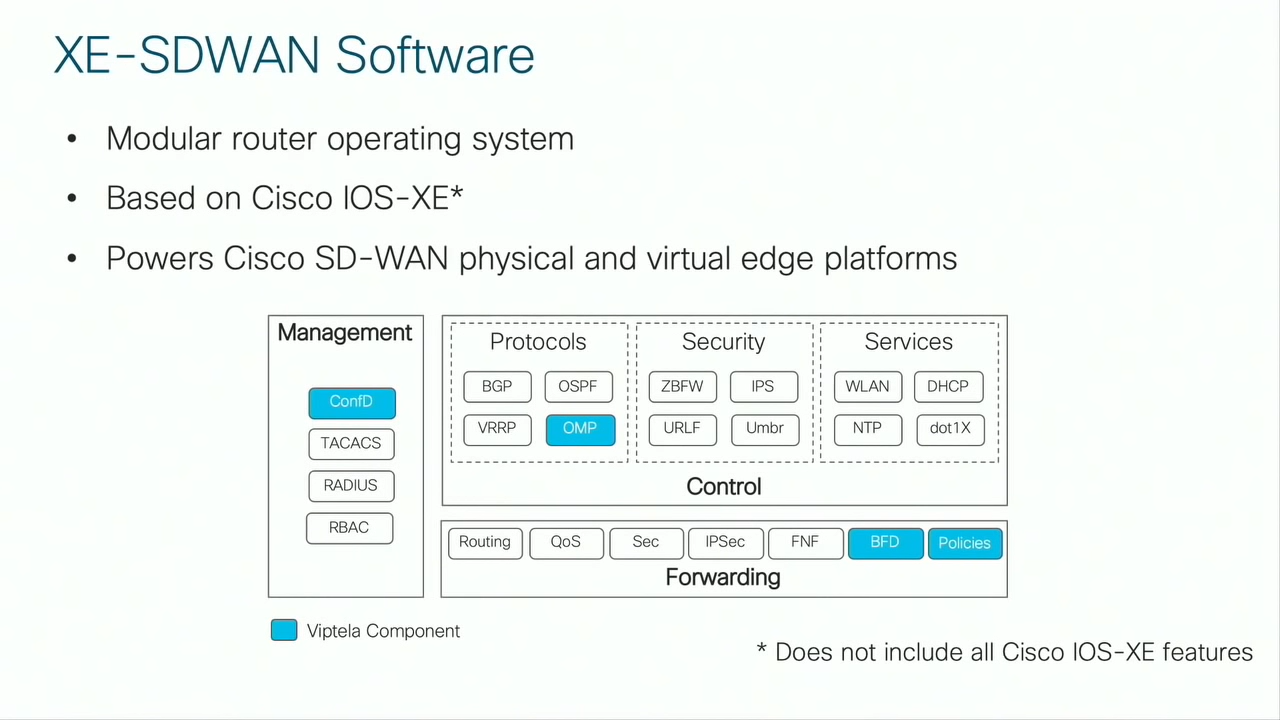 XE-SDWAN Software
• Modular router operating system
• Based on Cisco IOS-XE*
• Powers Cisco SD-WAN physical and virtual edge platforms
Management
ConfD
TACACS
RADIUS
RBAC
Protocols
BGP OSPF
VRRP OMP
Security
ZBFW IPS
URLF Umbr
Services
WLAN DHCP
NTP dot1X
Control
Routing QoS Sec IPSec FNF BFD Policies
Forwarding
Viptela Component
* Does not include all Cisco IOS-XE features